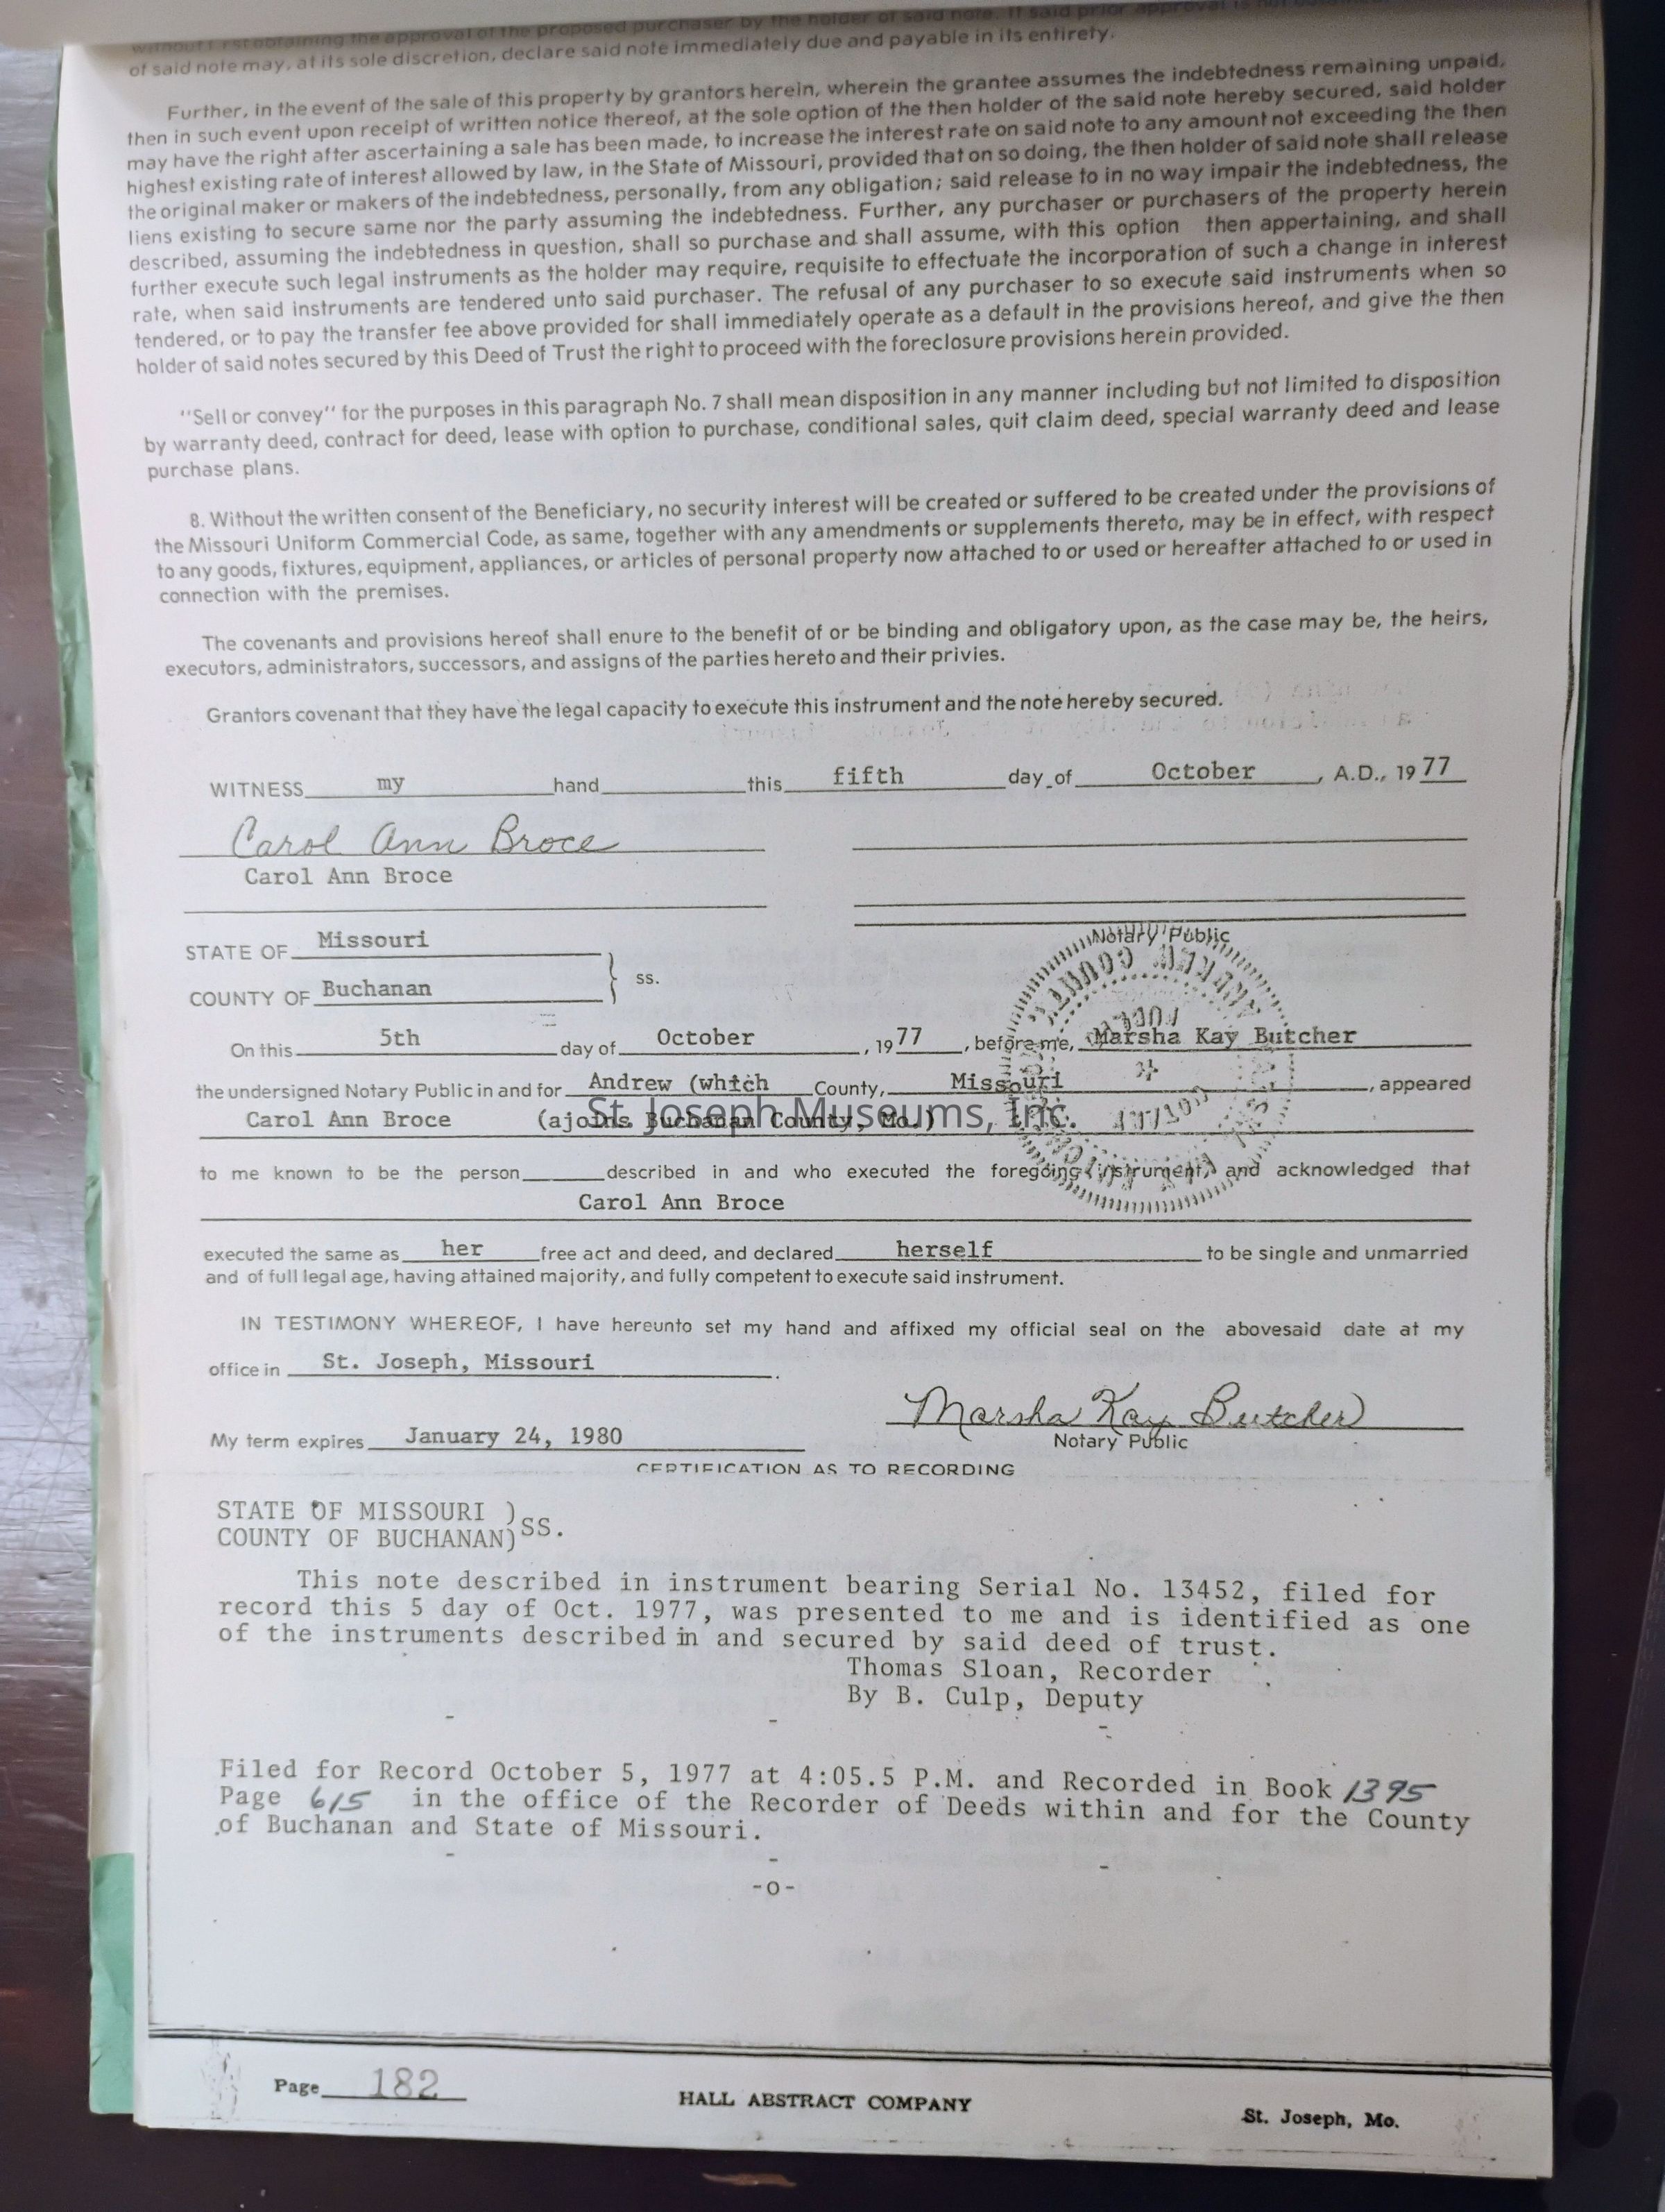 without first obtaining the approval of the proposed purchaser by the holder of said note. If said prior approval is not
of said note may, at its sole discretion, declare said note immediately due and payable in its entirety.
Further, in the event of the sale of this property by grantors herein, wherein the grantee assumes the indebtedness remaining unpaid,
then in such event upon receipt of written notice thereof, at the sole option of the then holder of the said note hereby secured, said holder
may have the right after ascertaining a sale has been made, to increase the interest rate on said note to any amount not exceeding the then
highest existing rate of interest allowed by law, in the State of Missouri, provided that on so doing, the then holder of said note shall release
the original maker or makers of the indebtedness, personally, from any obligation; said release to in no way impair the indebtedness, the
liens existing to secure same nor the party assuming the indebtedness. Further, any purchaser or purchasers of the property herein
described, assuming the indebtedness in question, shall so purchase and shall assume, with this option then appertaining, and shall
further execute such legal instruments as the holder may require, requisite to effectuate the incorporation of such a change in interest
rate, when said instruments are tendered unto said purchaser. The refusal of any purchaser to so execute said instruments when so
tendered, or to pay the transfer fee above provided for shall immediately operate as a default in the provisions hereof, and give the then
holder of said notes secured by this Deed of Trust the right to proceed with the foreclosure provisions herein provided.
"Sell or convey" for the purposes in this paragraph No. 7 shall mean disposition in any manner including but not limited to disposition
by warranty deed, contract for deed, lease with option to purchase, conditional sales, quit claim deed, special warranty deed and lease
purchase plans.
8. Without the written consent of the Beneficiary, no security interest will be created or suffered to be created under the provisions of
the Missouri Uniform Commercial Code, as same, together with any amendments or supplements thereto, may be in effect, with respect
to any goods, fixtures, equipment, appliances, or articles of personal property now attached to or used or hereafter attached to or used in
connection with the premises.
The covenants and provisions hereof shall enure to the benefit of or be binding and obligatory upon, as the case may be, the heirs,
executors, administrators, successors, and assigns of the parties hereto and their privies.
Grantors covenant that they have the legal capacity to execute this instrument and the note hereby secured.
WITNESS my hand this fifth day of October, A.D., 19 77
Carol Ann Broce
Carol Ann Broce
Notary Public
STATE OF Missouri
COUNTY OF Buchanan ss.
On this 5th day of October, 19 77, before me, Marsha Kay Butcher
the undersigned Notary Public in and for Andrew (which County, Missouri, appeared
Carol Ann Broce (ajoins Buchanan County, Mo.)
St. Joseph Museums, Inc.
to me known to be the person described in and who executed the foregoing instrument, and acknowledged that
Carol Ann Broce
executed the same as her free act and deed, and declared herself to be single and unmarried
and of full legal age, having attained majority, and fully competent to execute said instrument.
IN TESTIMONY WHEREOF, I have hereunto set my hand and affixed my official seal on the abovesaid date at my
office in St. Joseph, Missouri.
Marsha Kay Butcher
My term expires January 24, 1980 Notary Public
CERTIFICATION AS TO RECORDING
STATE OF MISSOURI )
COUNTY OF BUCHANAN) SS.
This note described in instrument bearing Serial No. 13452, filed for
record this 5 day of Oct. 1977, was presented to me and is identified as one
of the instruments described in and secured by said deed of trust.
Thomas Sloan, Recorder
By B. Culp, Deputy
Filed for Record October 5, 1977 at 4:05.5 P.M. and Recorded in Book 1395
Page 615 in the office of the Recorder of Deeds within and for the County
of Buchanan and State of Missouri.
-o-
Page 182 HALL ABSTRACT COMPANY St. Joseph, Mo.